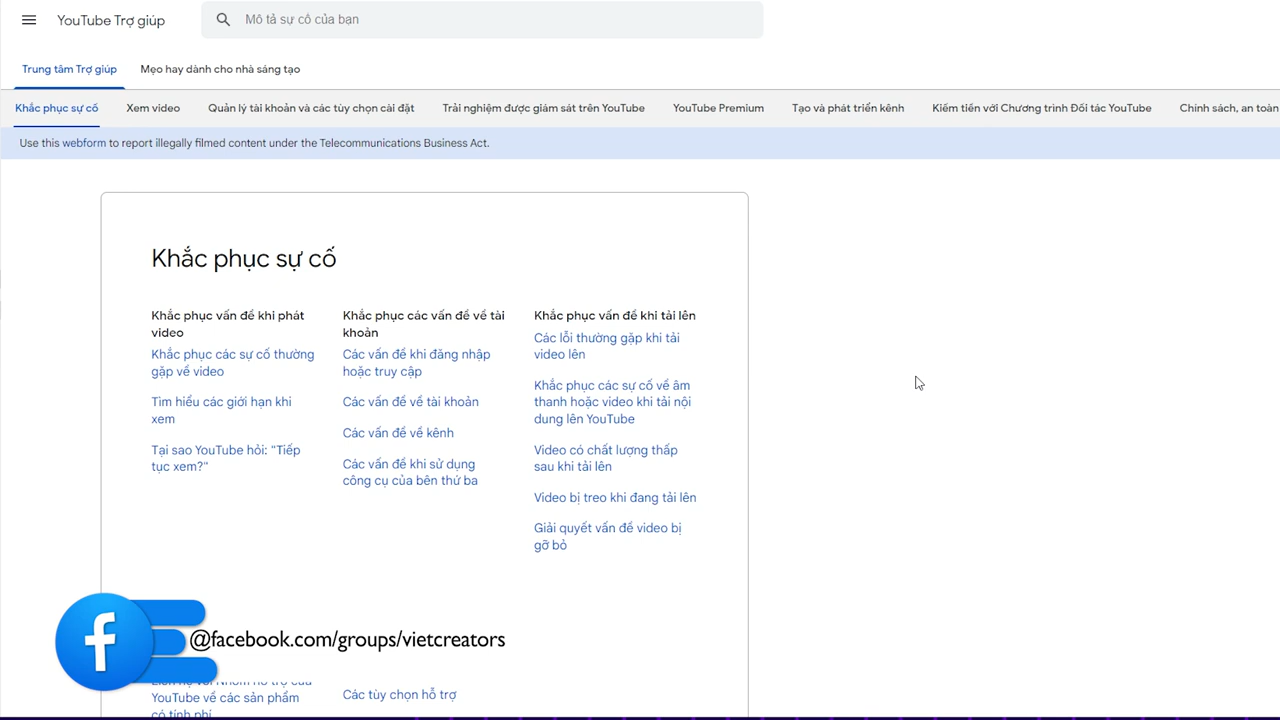 YouTube Trợ giúp
Mô tả sự cố của bạn
Trung tâm Trợ giúp
Mẹo hay dành cho nhà sáng tạo
Khắc phục sự cố
Xem video
Quản lý tài khoản và các tùy chọn cài đặt
Trải nghiệm được giám sát trên YouTube
YouTube Premium
Tạo và phát triển kênh
Kiếm tiền với Chương trình Đối tác YouTube
Chính sách, an toàn
Use this webform to report illegally filmed content under the Telecommunications Business Act.
Khắc phục sự cố
Khắc phục vấn đề khi phát
video
Khắc phục các sự cố thường
gặp về video
Tìm hiểu các giới hạn khi
xem
Tại sao YouTube hỏi: "Tiếp
tục xem?"
Khắc phục các vấn đề về tài
khoản
Các vấn đề khi đăng nhập
hoặc truy cập
Các vấn đề về tài khoản
Các vấn đề về kênh
Các vấn đề khi sử dụng
công cụ của bên thứ ba
Khắc phục vấn đề khi tải lên
Các lỗi thường gặp khi tải
video lên
Khắc phục các sự cố về âm
thanh hoặc video khi tải nội
dung lên YouTube
Video có chất lượng thấp
sau khi tải lên
Video bị treo khi đang tải lên
Giải quyết vấn đề video bị
gỡ bỏ
@facebook.com/groups/vietcreators
Liên hệ với Nhóm hỗ trợ của
YouTube về các sản phẩm
có tính phí
Các tùy chọn hỗ trợ